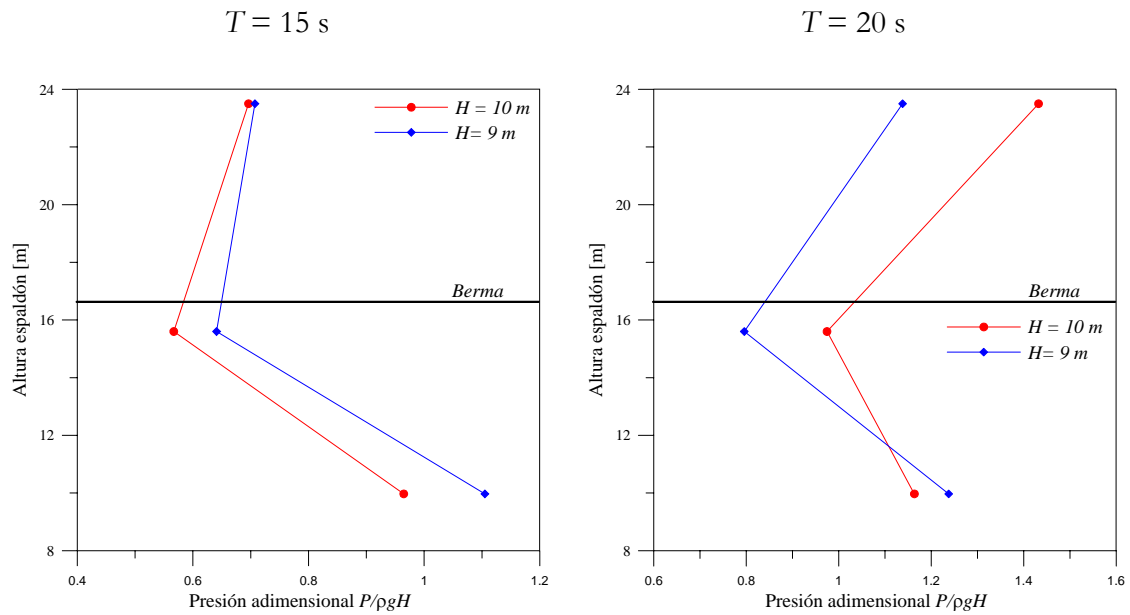 T = 15 s
T = 20 s
24
20
16
12
8
Altura espaldón [m]
H = 10 m
H= 9 m
Berma
0.4
0.6
0.8
1
1.2
Presión adimensional P/ρgH
24
20
16
12
8
Altura espaldón [m]
Berma
H = 10 m
H= 9 m
0.6
0.8
1
1.2
1.4
1.6
Presión adimensional P/ρgH